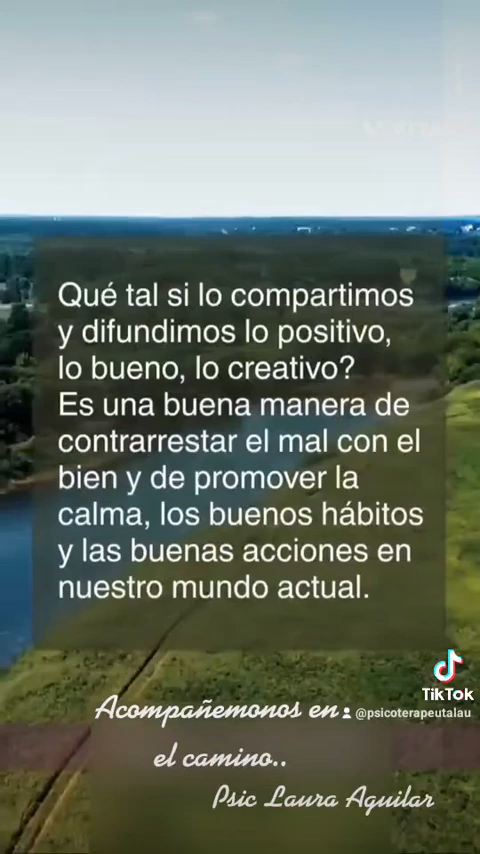 Qué tal si lo compartimos
y difundimos lo positivo,
lo bueno, lo creativo?
Es una buena manera de
contrarrestar el mal con el
bien y de promover la
calma, los buenos hábitos
y las buenas acciones en
nuestro mundo actual.
TikTok
@psicoterapeutalau
Acompañemonos en
el camino..
Psic Laura Aguilar